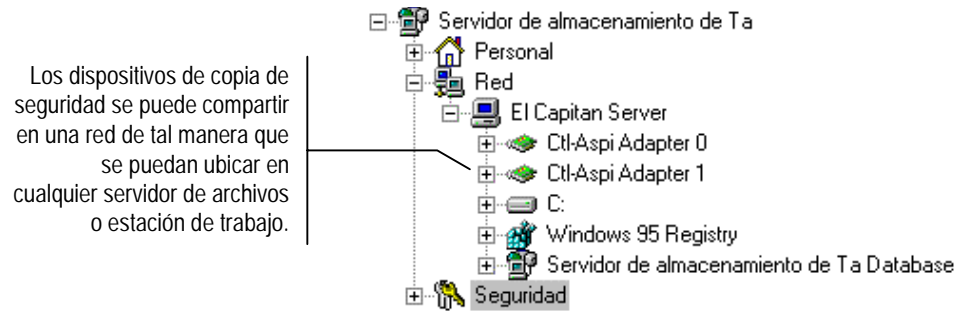 Servidor de almacenamiento de Ta
Personal
Red
El Capitan Server
Ctl-Aspi Adapter 0
Ctl-Aspi Adapter 1
C:
Windows 95 Registry
Servidor de almacenamiento de Ta Database
Seguridad
Los dispositivos de copia de
seguridad se puede compartir
en una red de tal manera que
se puedan ubicar en
cualquier servidor de archivos
o estación de trabajo.